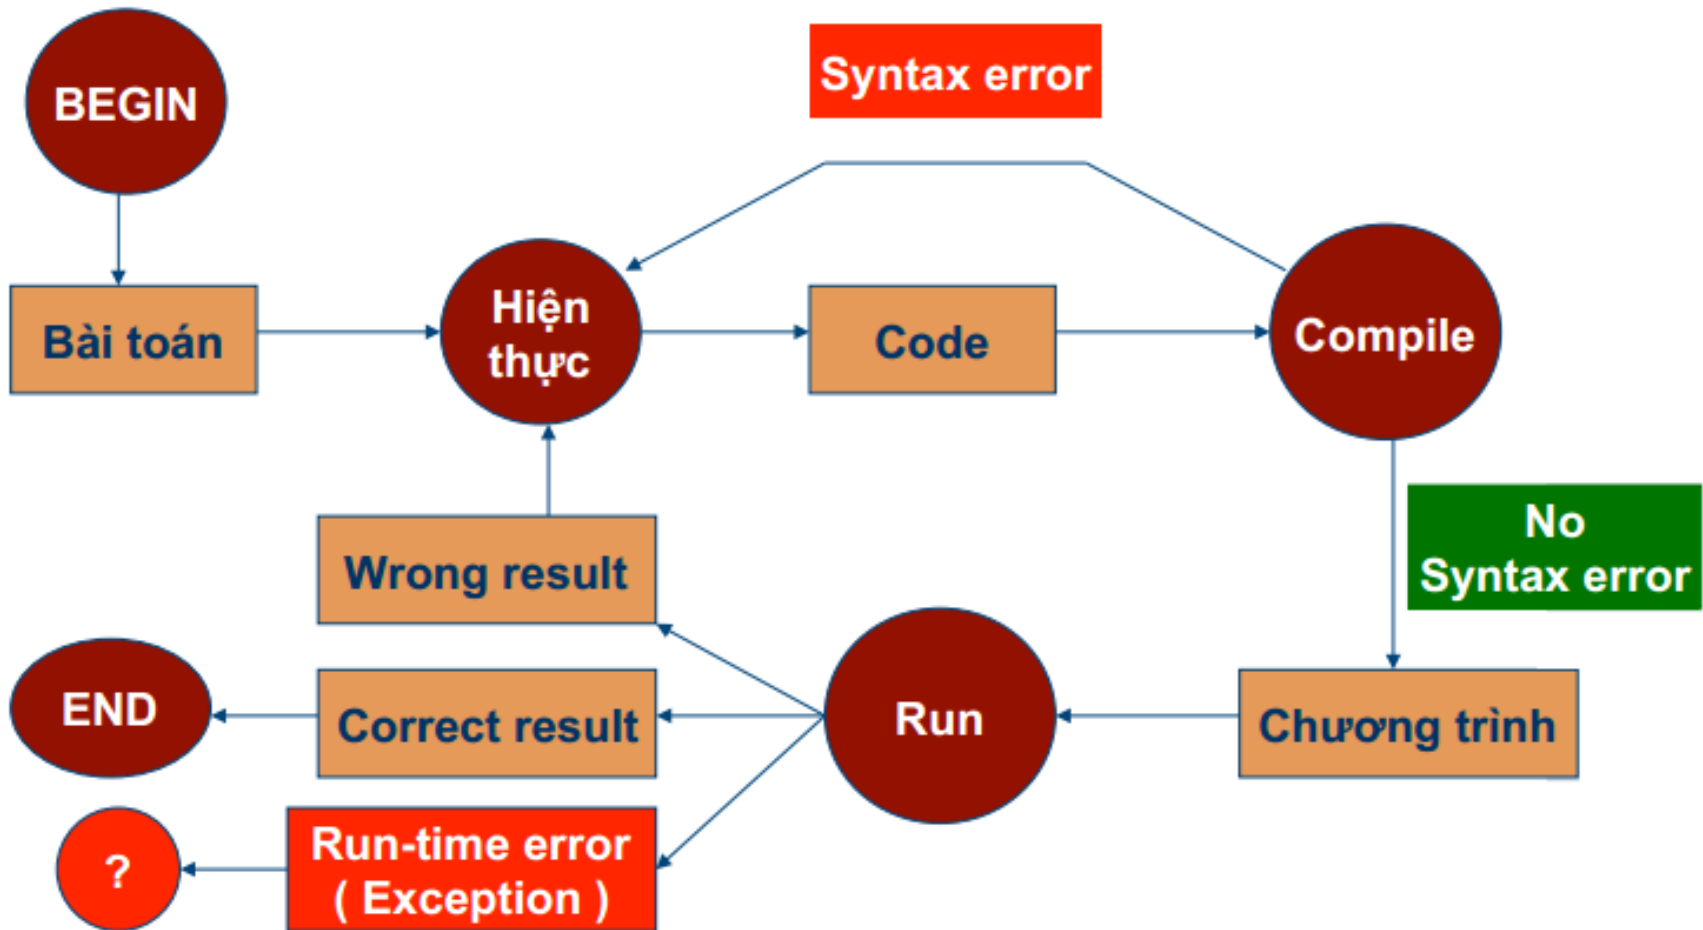 BEGIN
Syntax error
Bài toán
Hiện
thực
Code
Compile
No
Syntax error
Wrong result
END
Correct result
Run
Chương trình
?
Run-time error
( Exception )